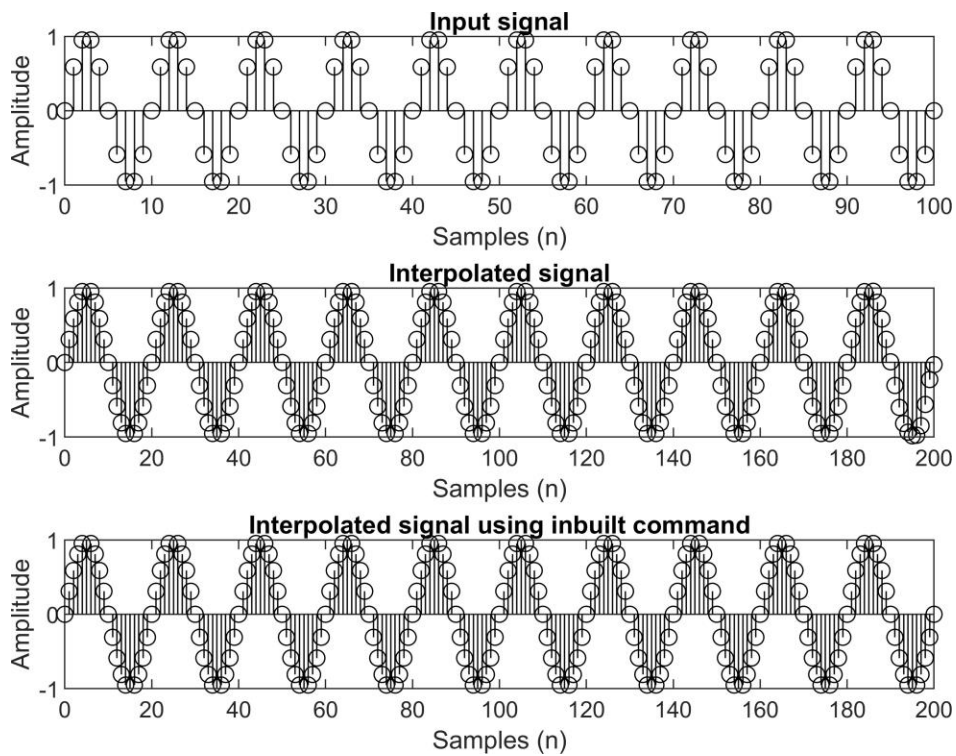 Input signal
1
0
-1
Amplitude
0 10 20 30 40 50 60 70 80 90 100
Samples (n)
Interpolated signal
1
0
-1
Amplitude
0 20 40 60 80 100 120 140 160 180 200
Samples (n)
Interpolated signal using inbuilt command
1
0
-1
Amplitude
0 20 40 60 80 100 120 140 160 180 200
Samples (n)